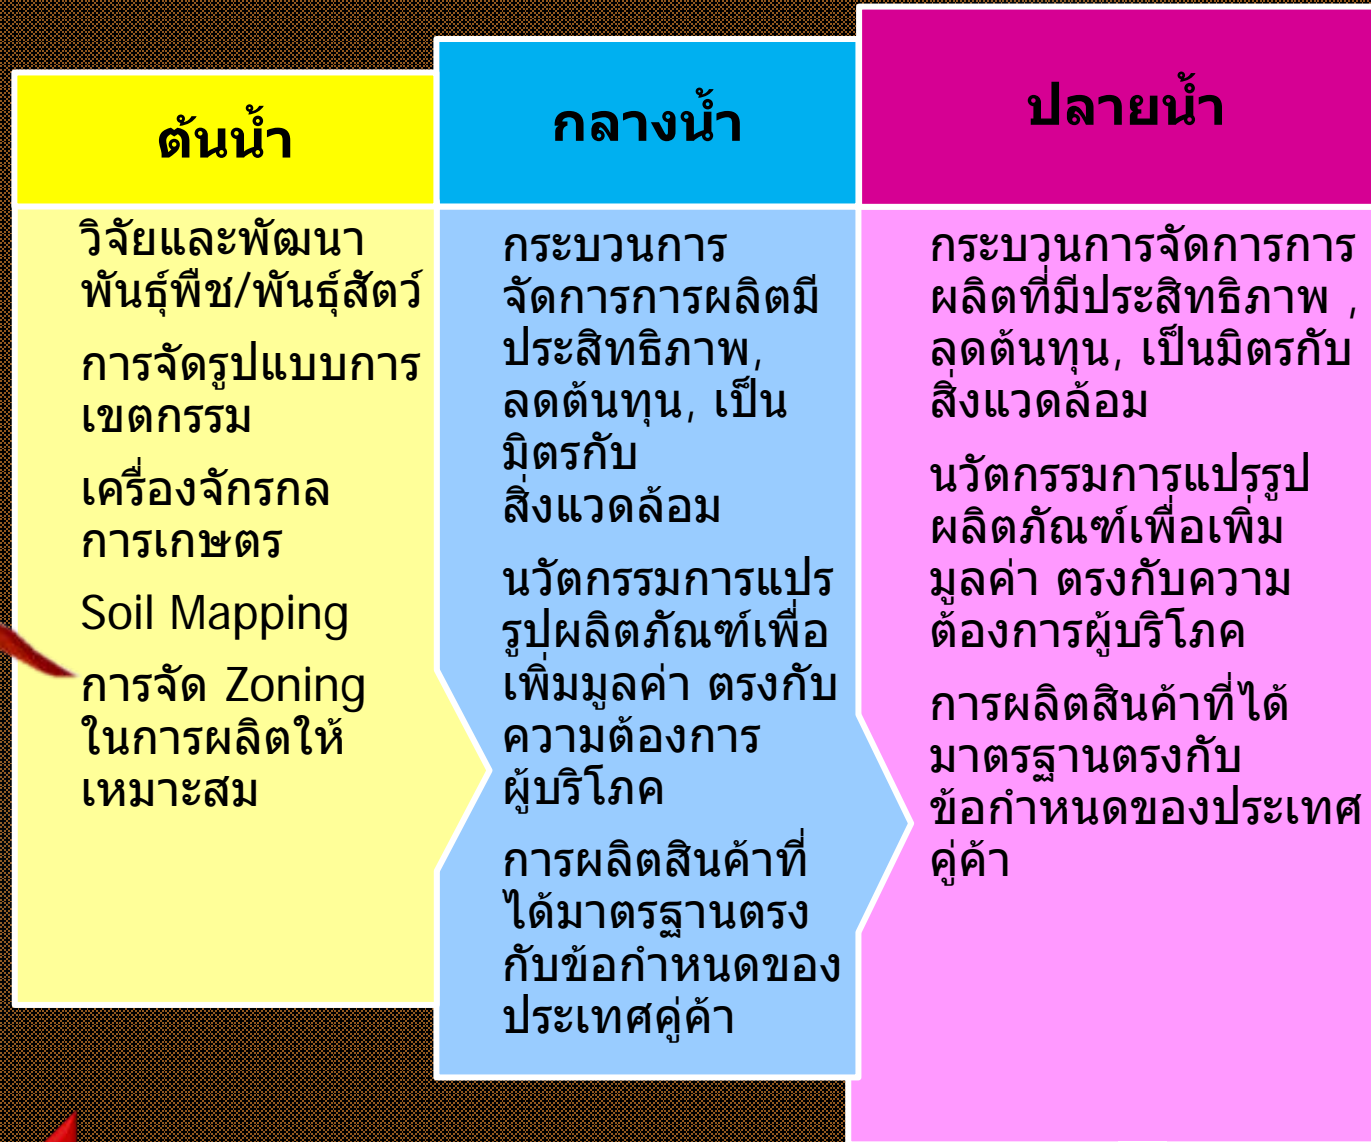 ต้นน้ำ
วิจัยและพัฒนา
พันธุ์พืช/พันธุ์สัตว์
การจัดรูปแบบการ
เขตกรรม
เครื่องจักรกล
การเกษตร
Soil Mapping
การจัด Zoning
ในการผลิตให้
เหมาะสม
กลางน้ำ
กระบวนการ
จัดการการผลิตมี
ประสิทธิภาพ,
ลดต้นทุน, เป็น
มิตรกับ
สิ่งแวดล้อม
นวัตกรรมการแปร
รูปผลิตภัณฑ์เพื่อ
เพิ่มมูลค่า ตรงกับ
ความต้องการ
ผู้บริโภค
การผลิตสินค้าที่
ได้มาตรฐานตรง
กับข้อกำหนดของ
ประเทศคู่ค้า
ปลายน้ำ
กระบวนการจัดการการ
ผลิตที่มีประสิทธิภาพ ,
ลดต้นทุน, เป็นมิตรกับ
สิ่งแวดล้อม
นวัตกรรมการแปรรูป
ผลิตภัณฑ์เพื่อเพิ่ม
มูลค่า ตรงกับความ
ต้องการผู้บริโภค
การผลิตสินค้าที่ได้
มาตรฐานตรงกับ
ข้อกำหนดของประเทศ
คู่ค้า